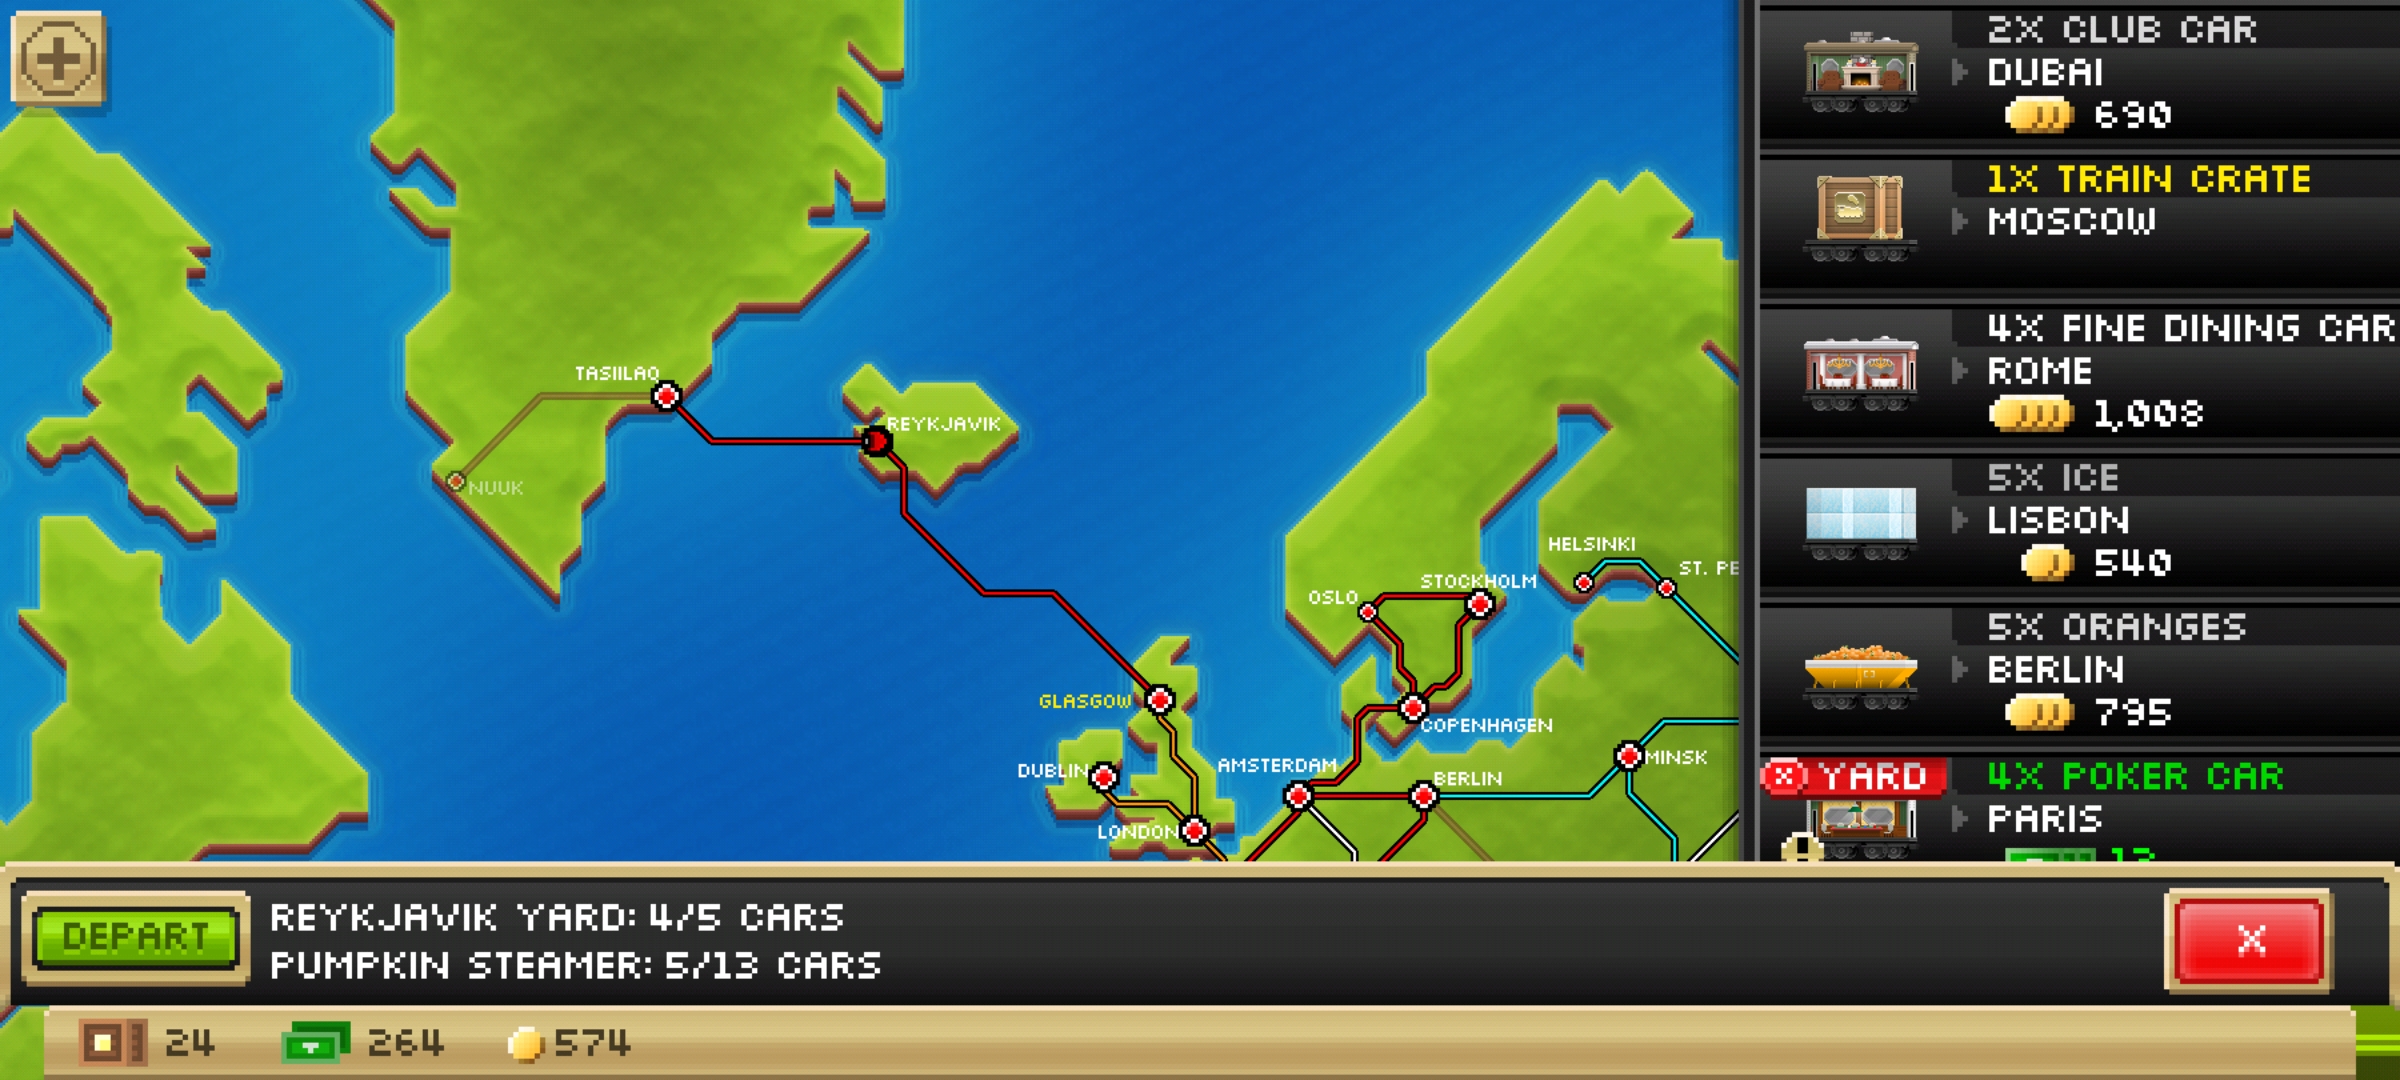 2X CLUB CAR
DUBAI
690
1X TRAIN CRATE
MOSCOW
4X FINE DINING CAR
ROME
1,008
5X ICE
LISBON
540
5X ORANGES
BERLIN
795
YARD
4X POKER CAR
PARIS
TASIILAQ
REYKJAVIK
NUUK
HELSINKI
ST. PE
STOCKHOLM
OSLO
GLASGOW
COPENHAGEN
DUBLIN
AMSTERDAM
MINSK
BERLIN
LONDON
DEPART
REYKJAVIK YARD: 4/5 CARS
PUMPKIN STEAMER: 5/13 CARS
X
24
264
574